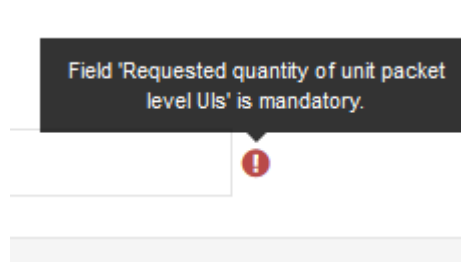 Field 'Requested quantity of unit packet
level UIs' is mandatory.